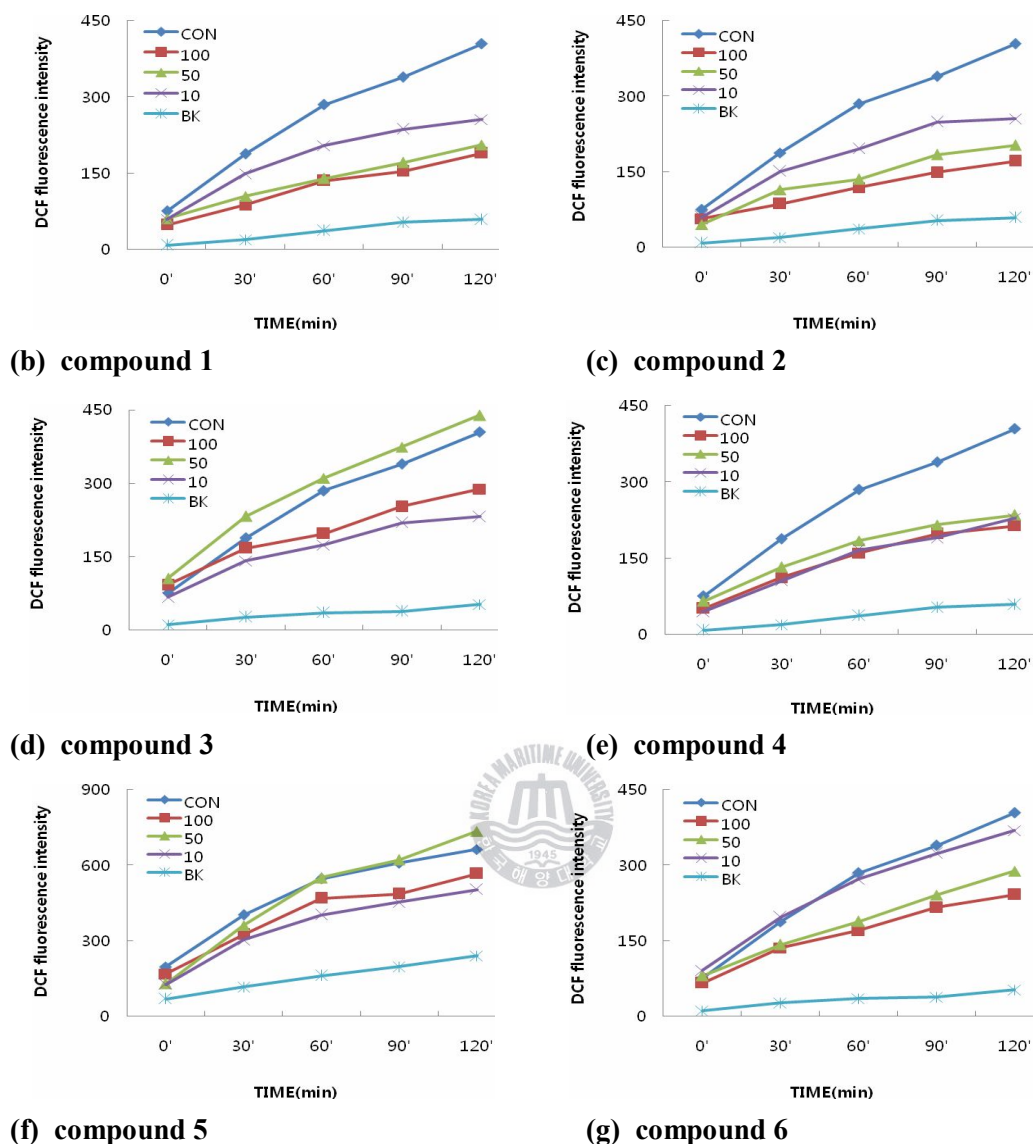 450
300
150
0
DCF fluorescence intensity
CON
100
50
10
BK
0' 30' 60' 90' 120'
TIME(min)
(b) compound 1
450
300
150
0
DCF fluorescence intensity
CON
100
50
10
BK
0' 30' 60' 90' 120'
TIME(min)
(c) compound 2
450
300
150
0
DCF fluorescence intensity
CON
100
50
10
BK
0' 30' 60' 90' 120'
TIME(min)
(d) compound 3
450
300
150
0
DCF fluorescence intensity
CON
100
50
10
BK
0' 30' 60' 90' 120'
TIME(min)
(e) compound 4
KOREA MARITIME UNIVERSITY
1945
900
600
300
0
DCF fluorescence intensity
CON
100
50
10
BK
0' 30' 60' 90' 120'
TIME(min)
(f) compound 5
450
300
150
0
DCF fluorescence intensity
CON
100
50
10
BK
0' 30' 60' 90' 120'
TIME(min)
(g) compound 6